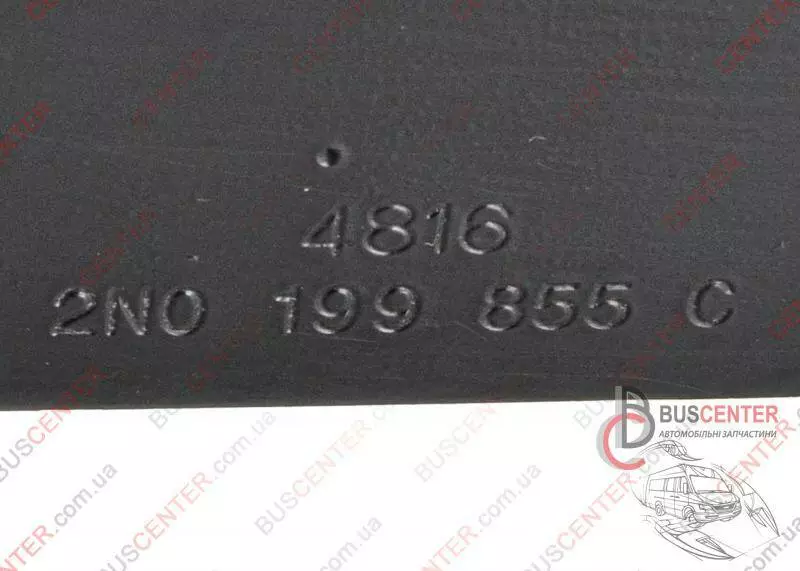 4816
2N0 199 855 C
BUSCENTER
АВТОМОБІЛЬНІ ЗАПЧАСТИНИ
BUSCENTER.com.ua